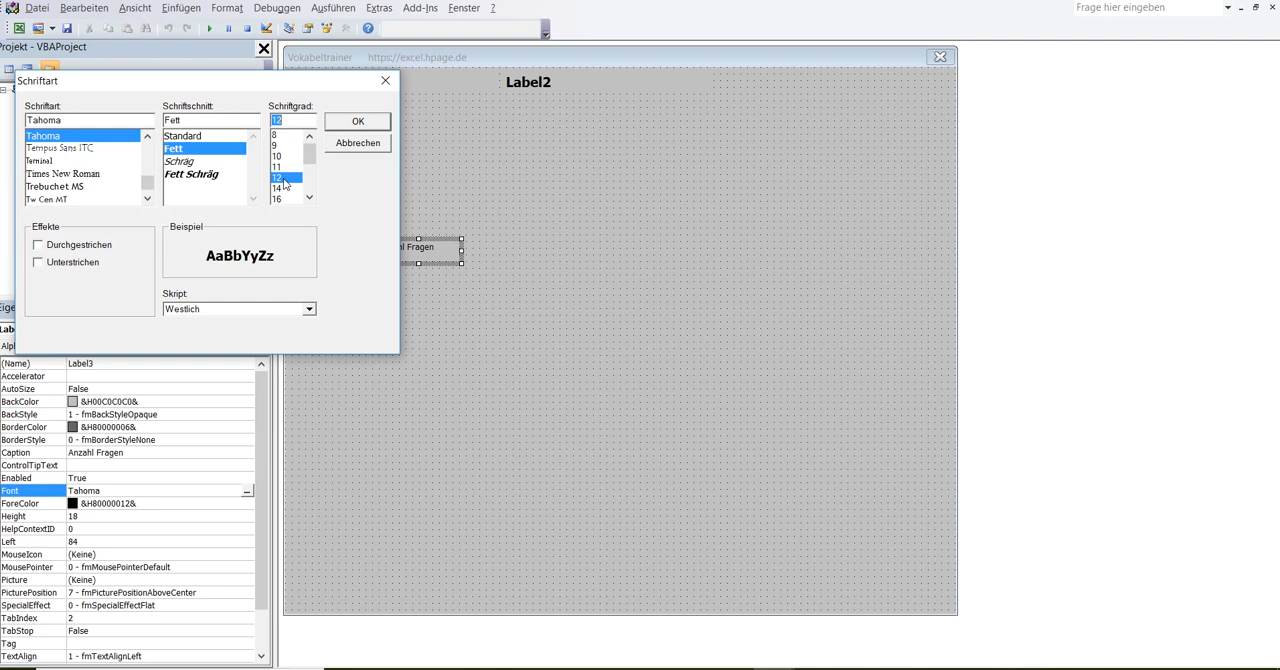 Datei Bearbeiten Ansicht Einfügen Format Debuggen Ausführen Extras Add-Ins Fenster ?
Frage hier eingeben
Projekt - VBAProject
Vokabeltrainer https://excel.hpage.de
Label2
Schriftart
Schriftart:
Schriftschnitt:
Schriftgrad:
Tahoma
Fett
12
OK
Abbrechen
Tahoma
Tempus Sans ITC
Terminal
Times New Roman
Trebuchet MS
Tw Cen MT
Standard
Fett
Schräg
Fett Schräg
8
9
10
11
12
14
16
Effekte
Durchgestrichen
Unterstrichen
Beispiel
AaBbYyZz
Skript:
Westlich
hl Fragen
Eige
Lab
Alp
(Name) Label3
Accelerator
AutoSize False
BackColor &H00C0C0C0&
BackStyle 1 - fmBackStyleOpaque
BorderColor &H80000006&
BorderStyle 0 - fmBorderStyleNone
Caption Anzahl Fragen
ControlTipText
Enabled True
Font Tahoma ...
ForeColor &H80000012&
Height 18
HelpContextID 0
Left 84
MouseIcon (Keine)
MousePointer 0 - fmMousePointerDefault
Picture (Keine)
PicturePosition 7 - fmPicturePositionAboveCenter
SpecialEffect 0 - fmSpecialEffectFlat
TabIndex 2
TabStop False
Tag
TextAlign 1 - fmTextAlignLeft